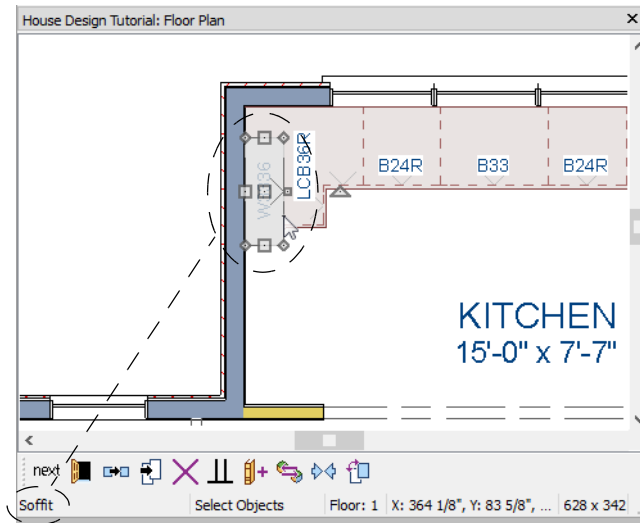 House Design Tutorial: Floor Plan
LCB36R
B24R
B33
B24R
KITCHEN
15'-0" x 7'-7"
next
Soffit
Select Objects
Floor: 1
X: 364 1/8", Y: 83 5/8", ...
628 x 342